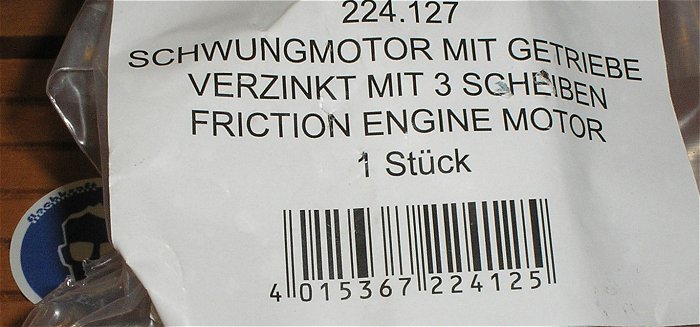 224.127
SCHWUNGMOTOR MIT GETRIEBE
VERZINKT MIT 3 SCHEIBEN
FRICTION ENGINE MOTOR
1 Stück
4 015367 224125